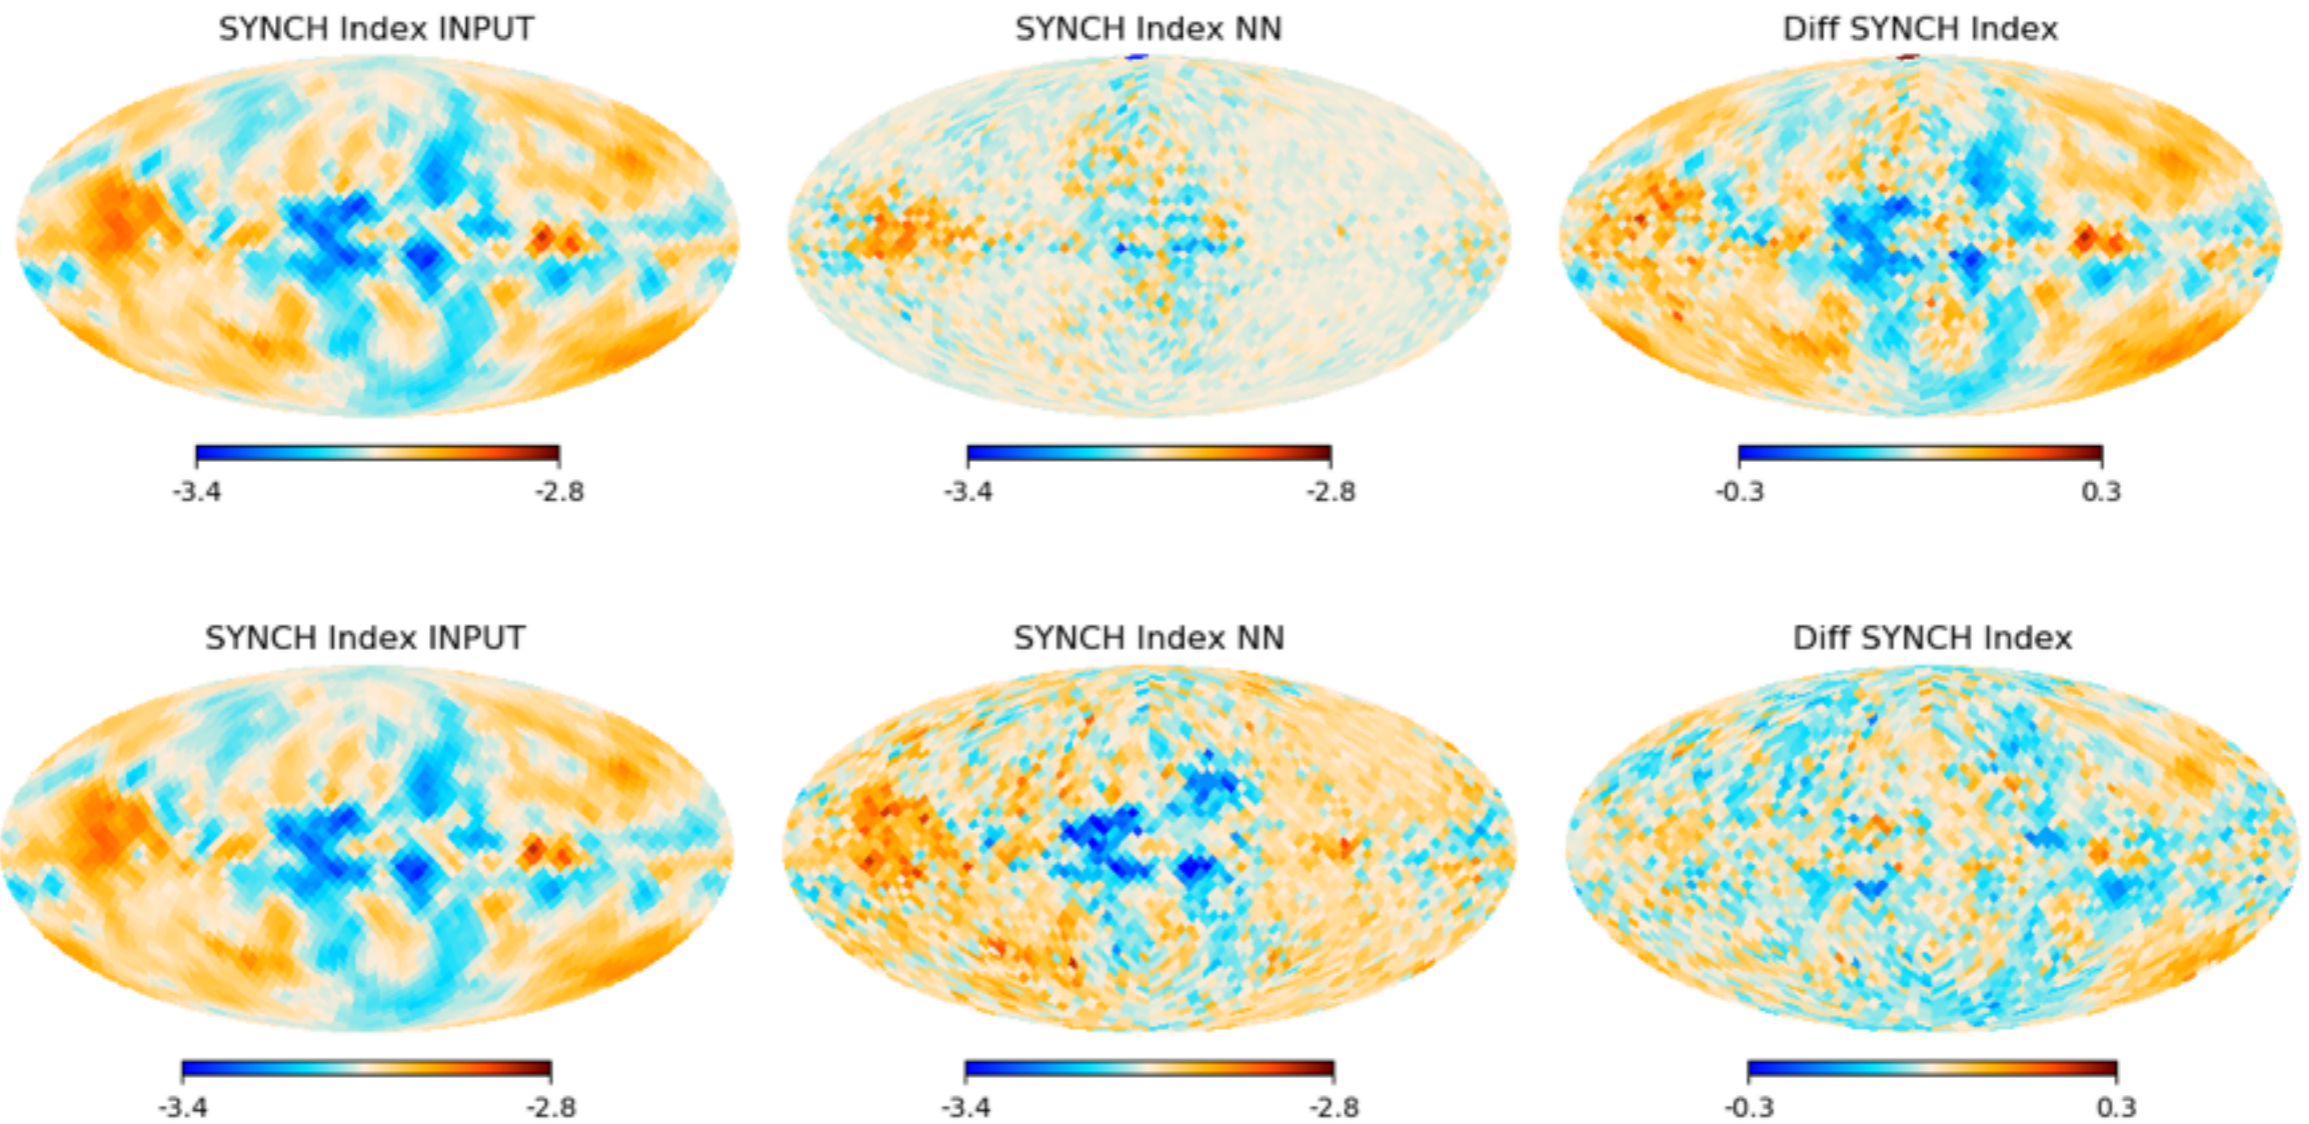 SYNCH Index INPUT
SYNCH Index NN
Diff SYNCH Index
-3.4 -2.8
-3.4 -2.8
-0.3 0.3
SYNCH Index INPUT
SYNCH Index NN
Diff SYNCH Index
-3.4 -2.8
-3.4 -2.8
-0.3 0.3